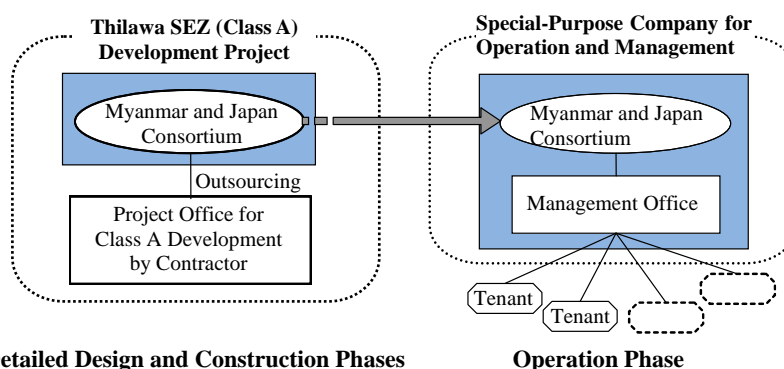 Thilawa SEZ (Class A)
Development Project
Myanmar and Japan
Consortium
Outsourcing
Project Office for
Class A Development
by Contractor
Special-Purpose Company for
Operation and Management
Myanmar and Japan
Consortium
Management Office
Tenant
Tenant
etailed Design and Construction Phases
Operation Phase